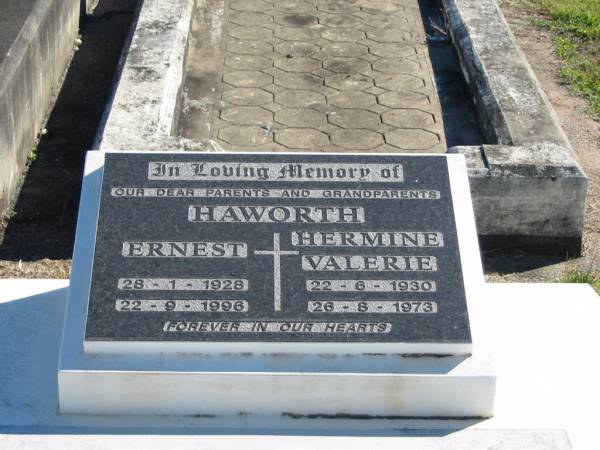 In Loving Memory of
OUR DEAR PARENTS AND GRANDPARENTS
HAWORTH
ERNEST
28 - 1 - 1928
22 - 9 - 1996
HERMINE
VALERIE
22 - 6 - 1930
26 - 8 - 1973
FOREVER IN OUR HEARTS